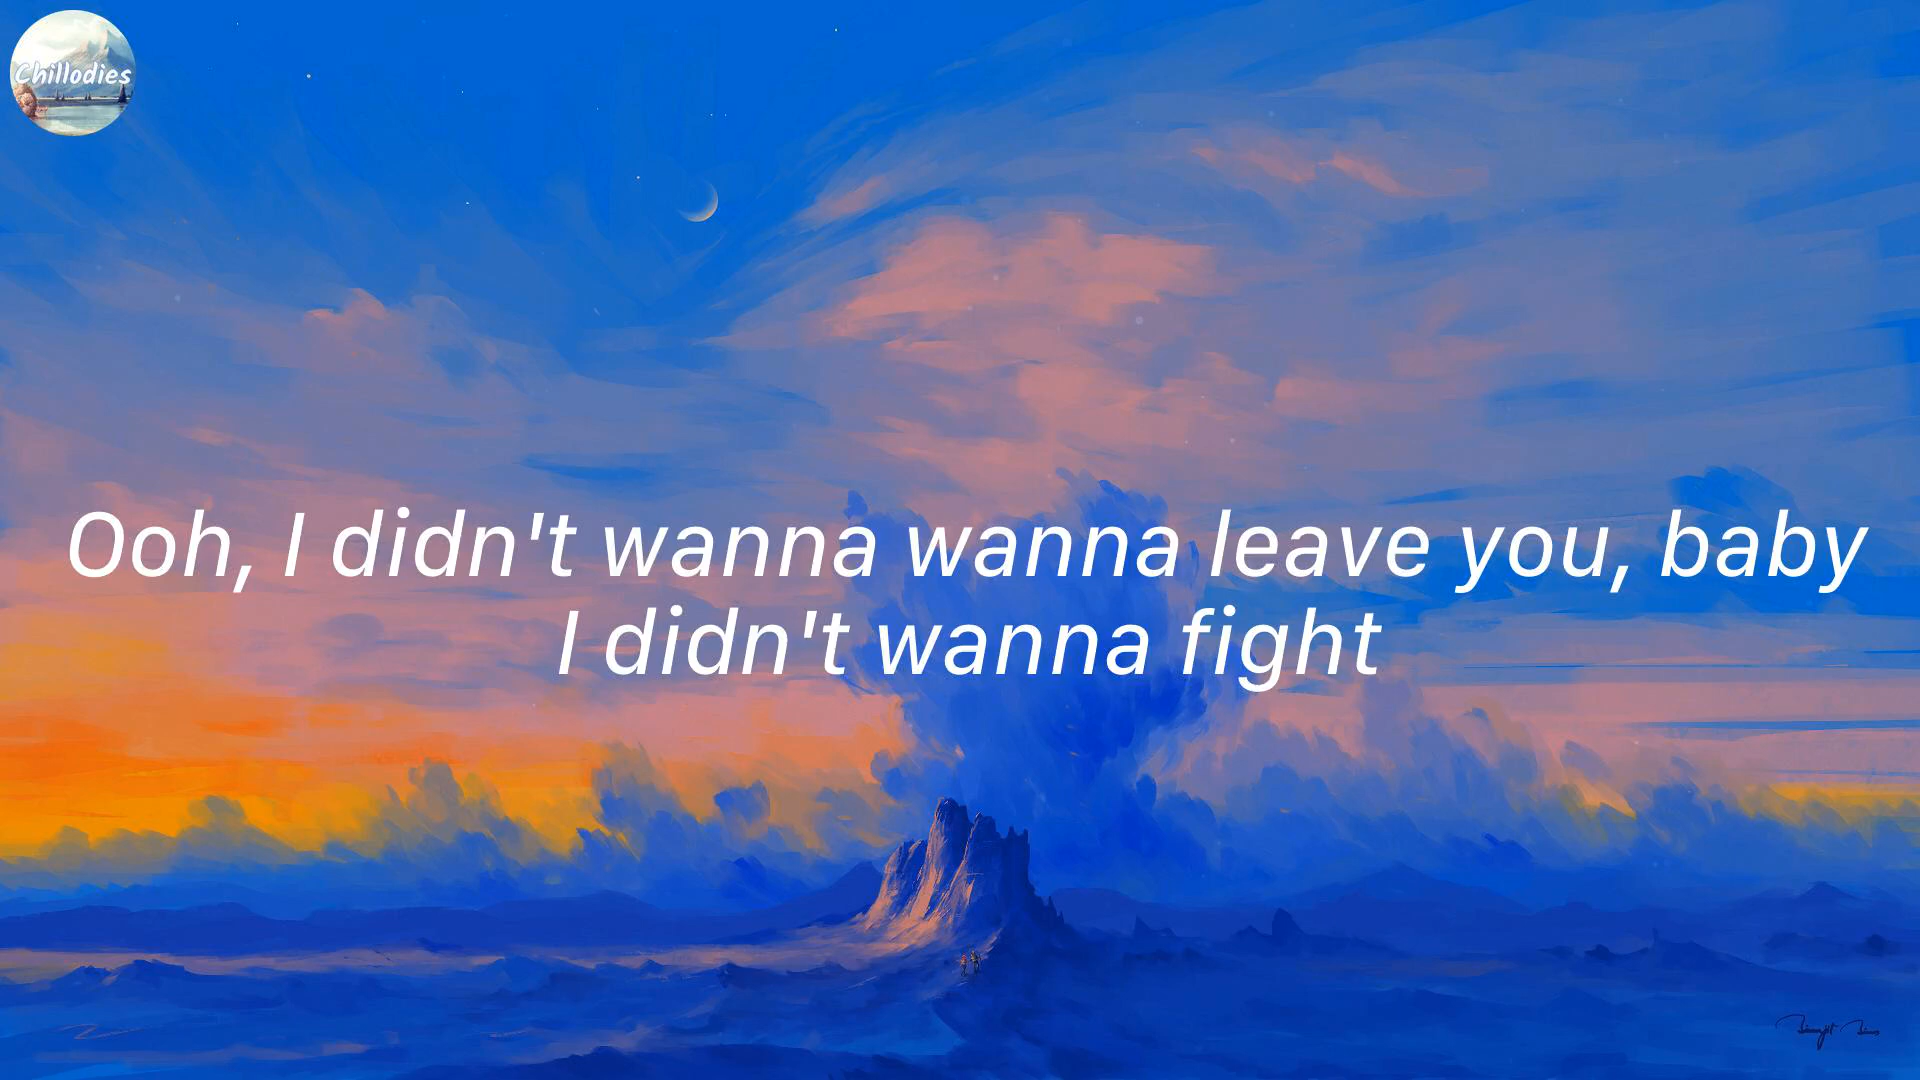 Chillodies
Ooh, I didn't wanna wanna leave you, baby
I didn't wanna fight